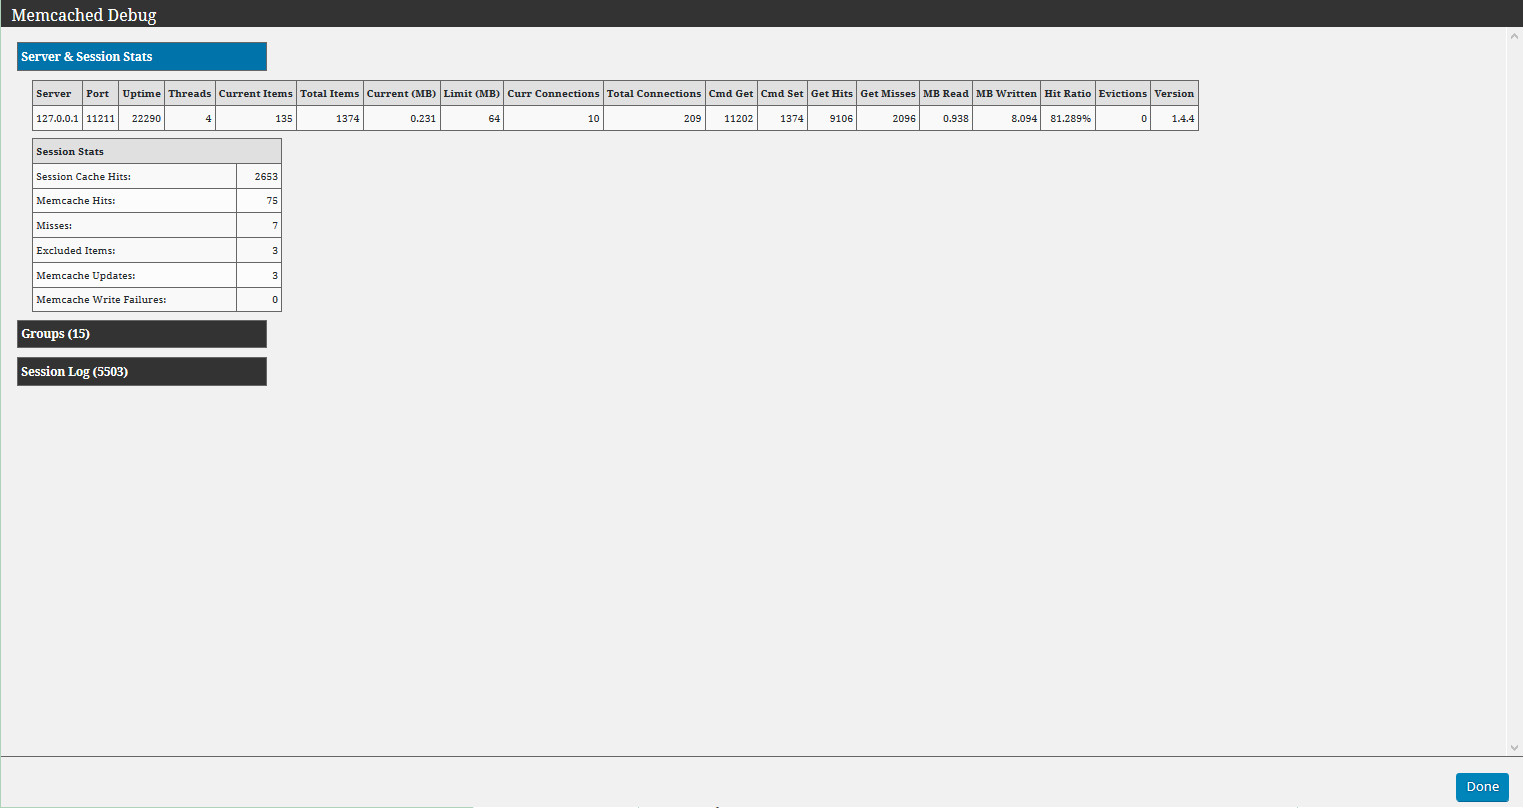 Memcached Debug
Server & Session Stats
Server Port Uptime Threads Current Items Total Items Current (MB) Limit (MB) Curr Connections Total Connections Cmd Get Cmd Set Get Hits Get Misses MB Read MB Written Hit Ratio Evictions Version
127.0.0.1 11211 22290 4 135 1374 0.231 64 10 209 11202 1374 9106 2096 0.938 8.094 81.289% 0 1.4.4
Session Stats
Session Cache Hits: 2653
Memcache Hits: 75
Misses: 7
Excluded Items: 3
Memcache Updates: 3
Memcache Write Failures: 0
Groups (15)
Session Log (5503)
Done